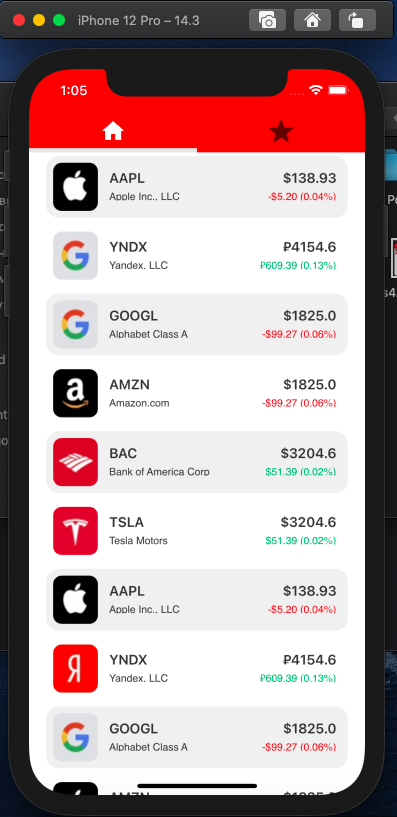 iPhone 12 Pro – 14.3
1:05
AAPL $138.93
Apple Inc., LLC -$5.20 (0.04%)
YNDX ₽4154.6
Yandex. LLC ₽609.39 (0.13%)
GOOGL $1825.0
Alphabet Class A -$99.27 (0.06%)
AMZN $1825.0
Amazon.com -$99.27 (0.06%)
BAC $3204.6
Bank of America Corp $51.39 (0.02%)
TSLA $3204.6
Tesla Motors $51.39 (0.02%)
AAPL $138.93
Apple Inc., LLC -$5.20 (0.04%)
Я
YNDX ₽4154.6
Yandex. LLC ₽609.39 (0.13%)
GOOGL $1825.0
Alphabet Class A -$99.27 (0.06%)
AMZN $1825.0